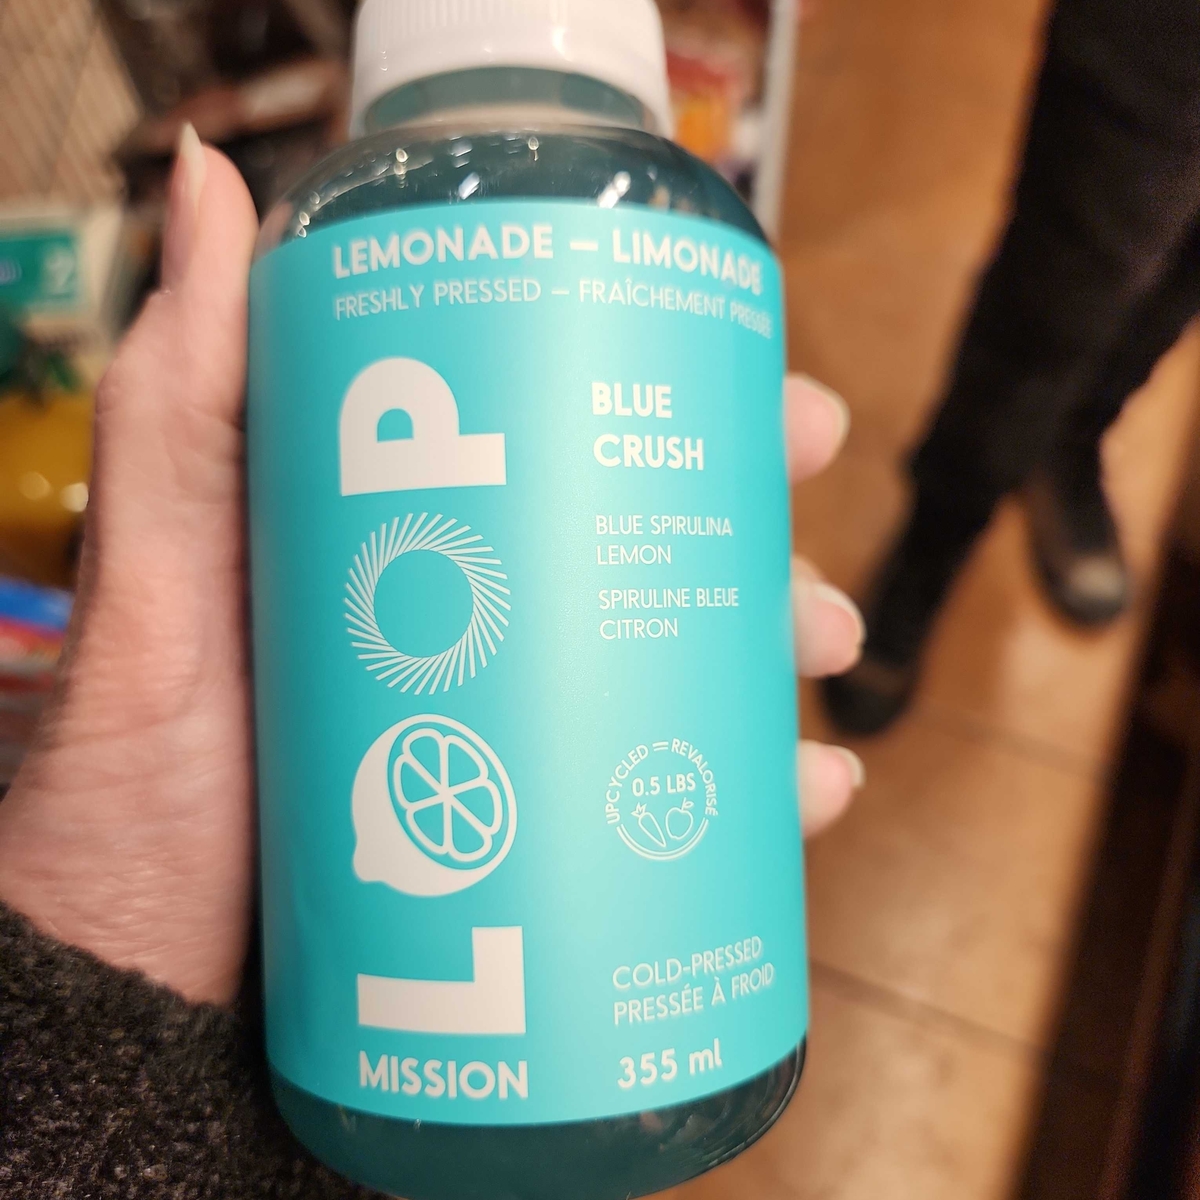 LEMONADE – LIMONADE
FRESHLY PRESSED – FRAÎCHEMENT PRESSÉE
LOOP
MISSION
BLUE
CRUSH
BLUE SPIRULINA
LEMON
SPIRULINE BLEUE
CITRON
UPCYCLED = REVALORISÉ
0.5 LBS
COLD-PRESSED
PRESSÉE À FROID
355 ml